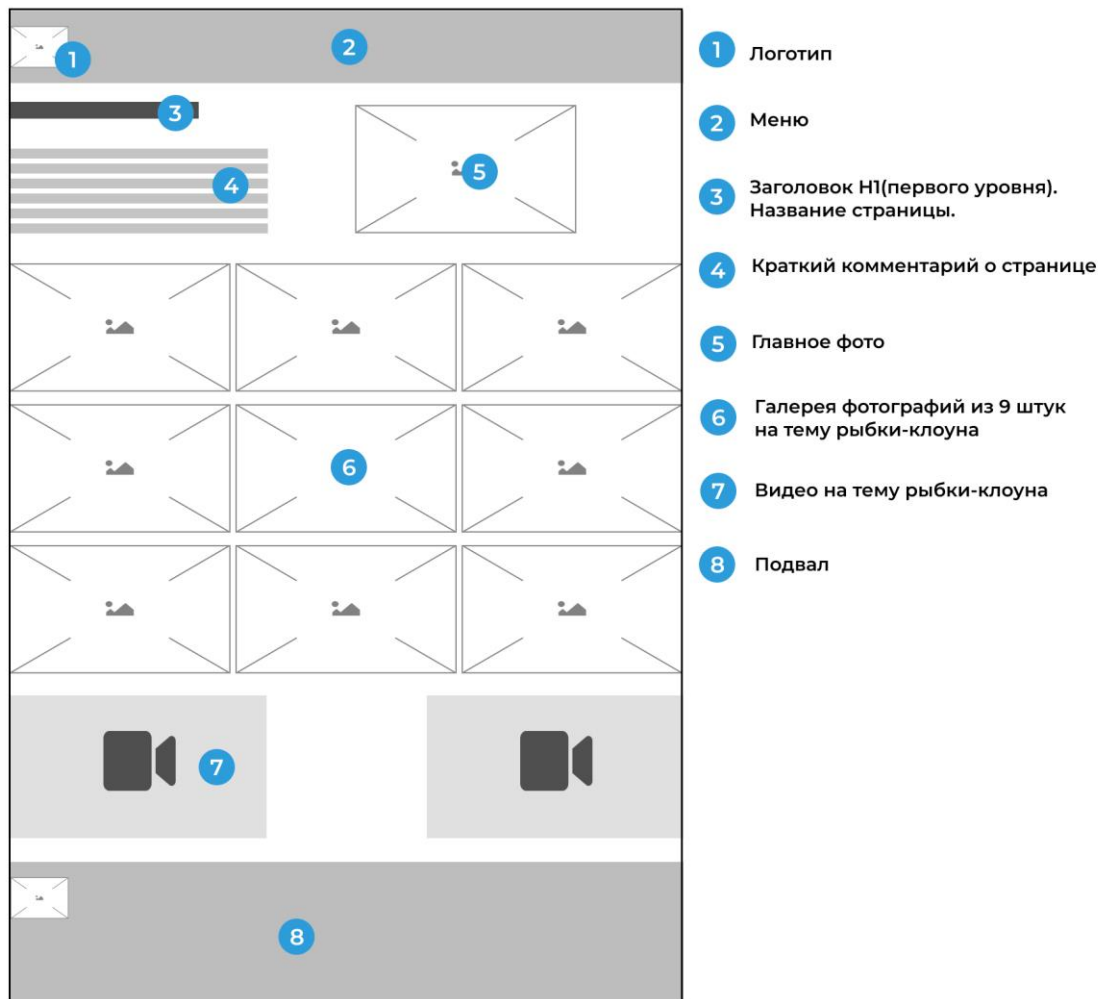 1
2
3
4
5
6
7
8
1 Логотип
2 Меню
3 Заголовок H1(первого уровня).
Название страницы.
4 Краткий комментарий о странице
5 Главное фото
6 Галерея фотографий из 9 штук
на тему рыбки-клоуна
7 Видео на тему рыбки-клоуна
8 Подвал